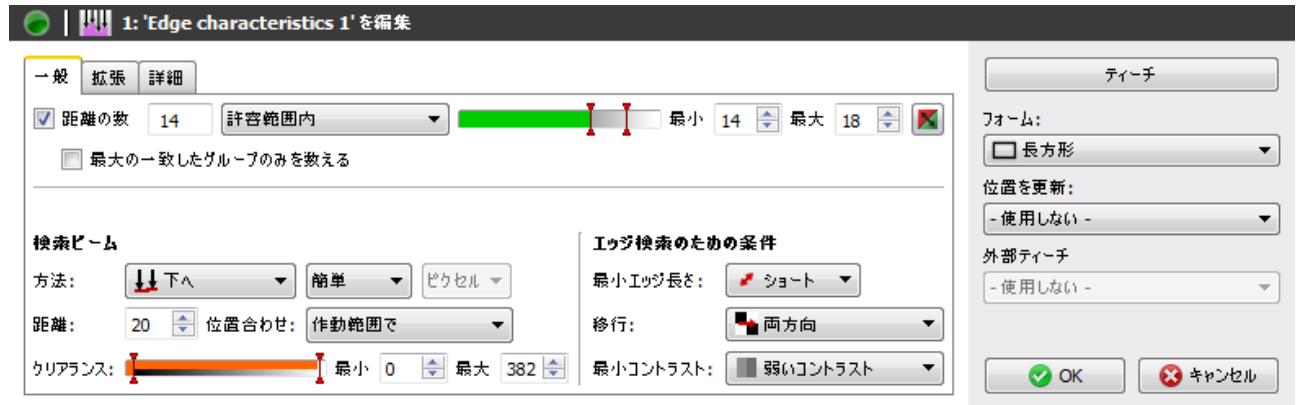 1: 'Edge characteristics 1' を編集
一般 拡張 詳細
距離の数 14 許容範囲内 最小 14 最大 18
最大の一致したグループのみを数える
検索ビーム
方法: 下へ 簡単 ピクセル
距離: 20 位置合わせ: 作動範囲で
クリアランス: 最小 0 最大 382
エッジ検索のための条件
最小エッジ長さ: ショート
移行: 両方向
最小コントラスト: 弱いコントラスト
ティーチ
フォーム:
長方形
位置を更新:
- 使用しない -
外部ティーチ
- 使用しない -
OK キャンセル